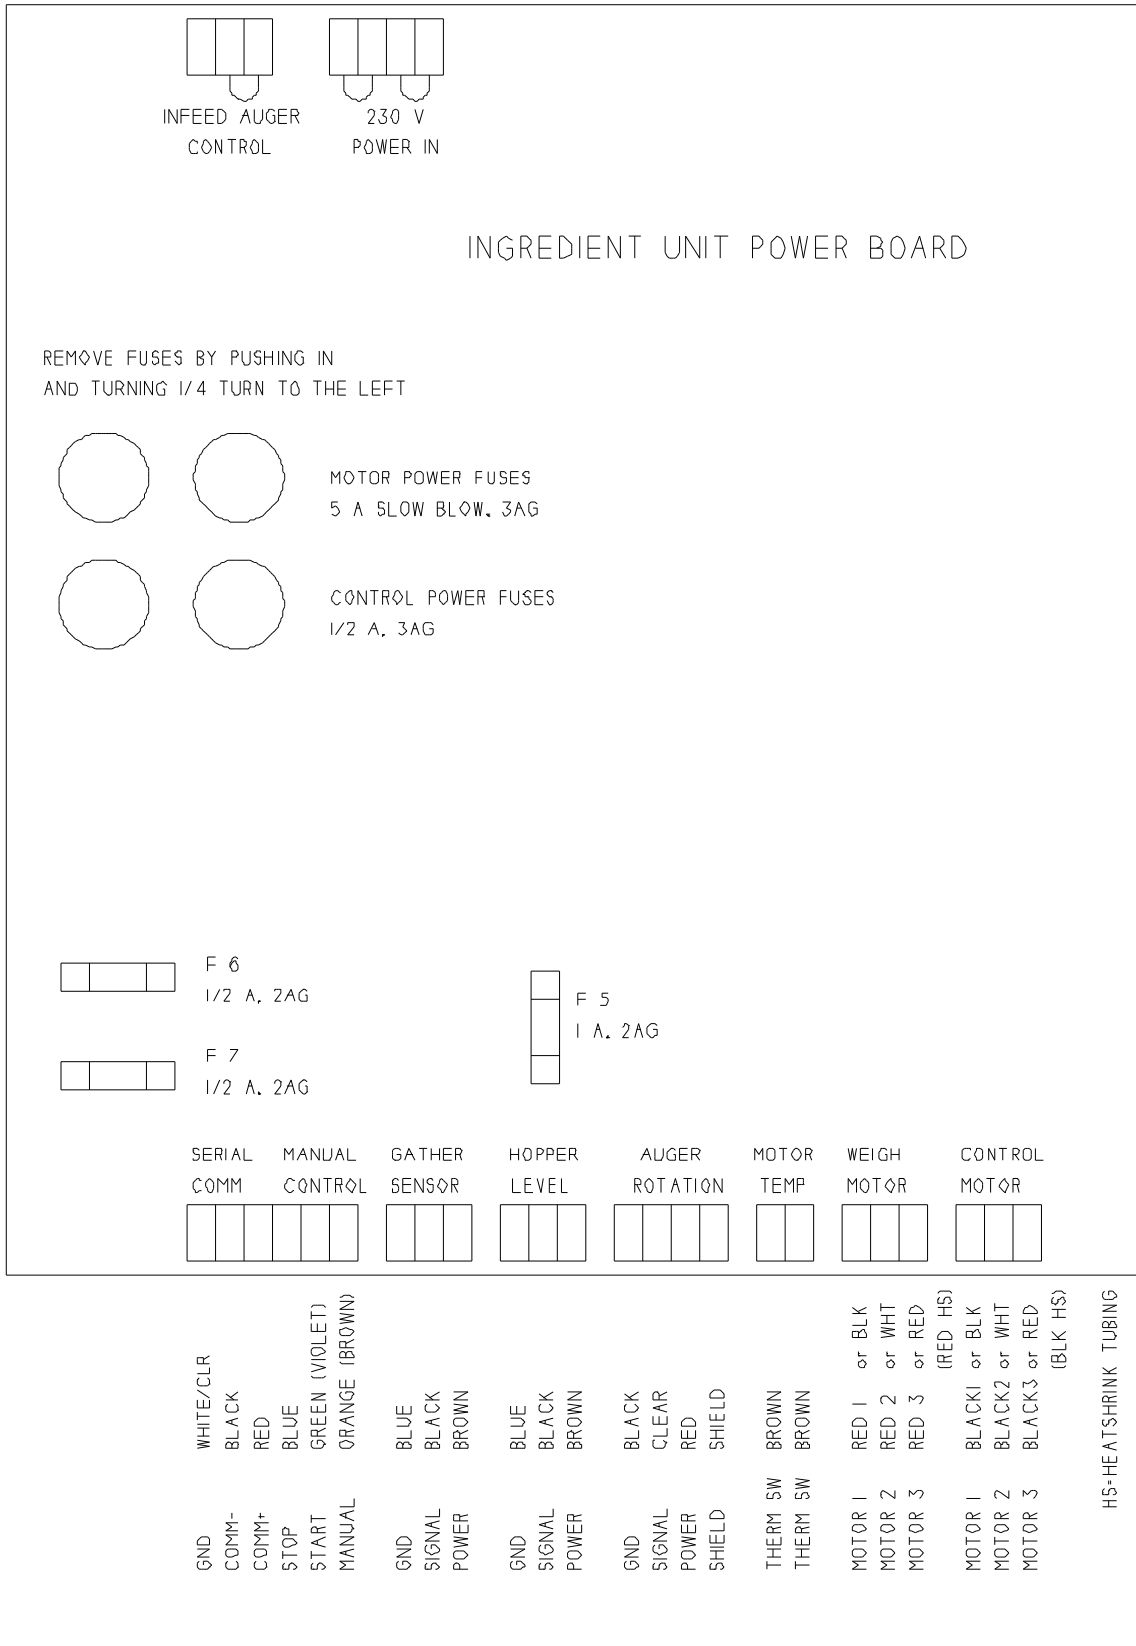 INFEED AUGER
CONTROL
230 V
POWER IN
INGREDIENT UNIT POWER BOARD
REMOVE FUSES BY PUSHING IN
AND TURNING 1/4 TURN TO THE LEFT
MOTOR POWER FUSES
5 A SLOW BLOW, 3AG
CONTROL POWER FUSES
1/2 A, 3AG
F 6
1/2 A, 2AG
F 5
1 A, 2AG
F 7
1/2 A, 2AG
SERIAL
COMM
MANUAL
CONTROL
GATHER
SENSOR
HOPPER
LEVEL
AUGER
ROTATION
MOTOR
TEMP
WEIGH
MOTOR
CONTROL
MOTOR
GND WHITE/CLR
COMM- BLACK
COMM+ RED
STOP BLUE
START GREEN (VIOLET)
MANUAL ORANGE (BROWN)
GND BLUE
SIGNAL BLACK
POWER BROWN
GND BLUE
SIGNAL BLACK
POWER BROWN
GND BLACK
SIGNAL CLEAR
POWER RED
SHIELD SHIELD
THERM SW BROWN
THERM SW BROWN
MOTOR 1 RED 1 or BLK
MOTOR 2 RED 2 or WHT
MOTOR 3 RED 3 or RED
(RED HS)
MOTOR 1 BLACK1 or BLK
MOTOR 2 BLACK2 or WHT
MOTOR 3 BLACK3 or RED
(BLK HS)
HS=HEATSHRINK TUBING